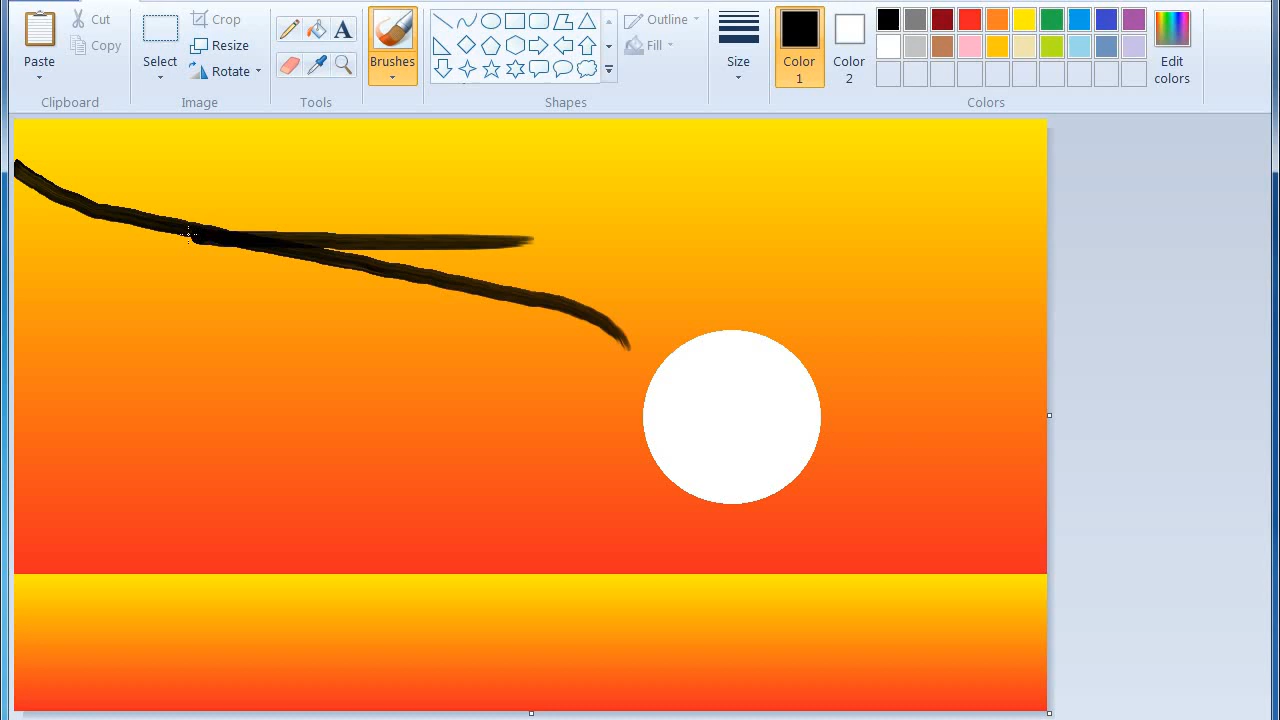 Paste
Cut
Copy
Clipboard
Select
Crop
Resize
Rotate
Image
A
Tools
Brushes
Outline
Fill
Shapes
Size
Color
1
Color
2
Edit
colors
Colors